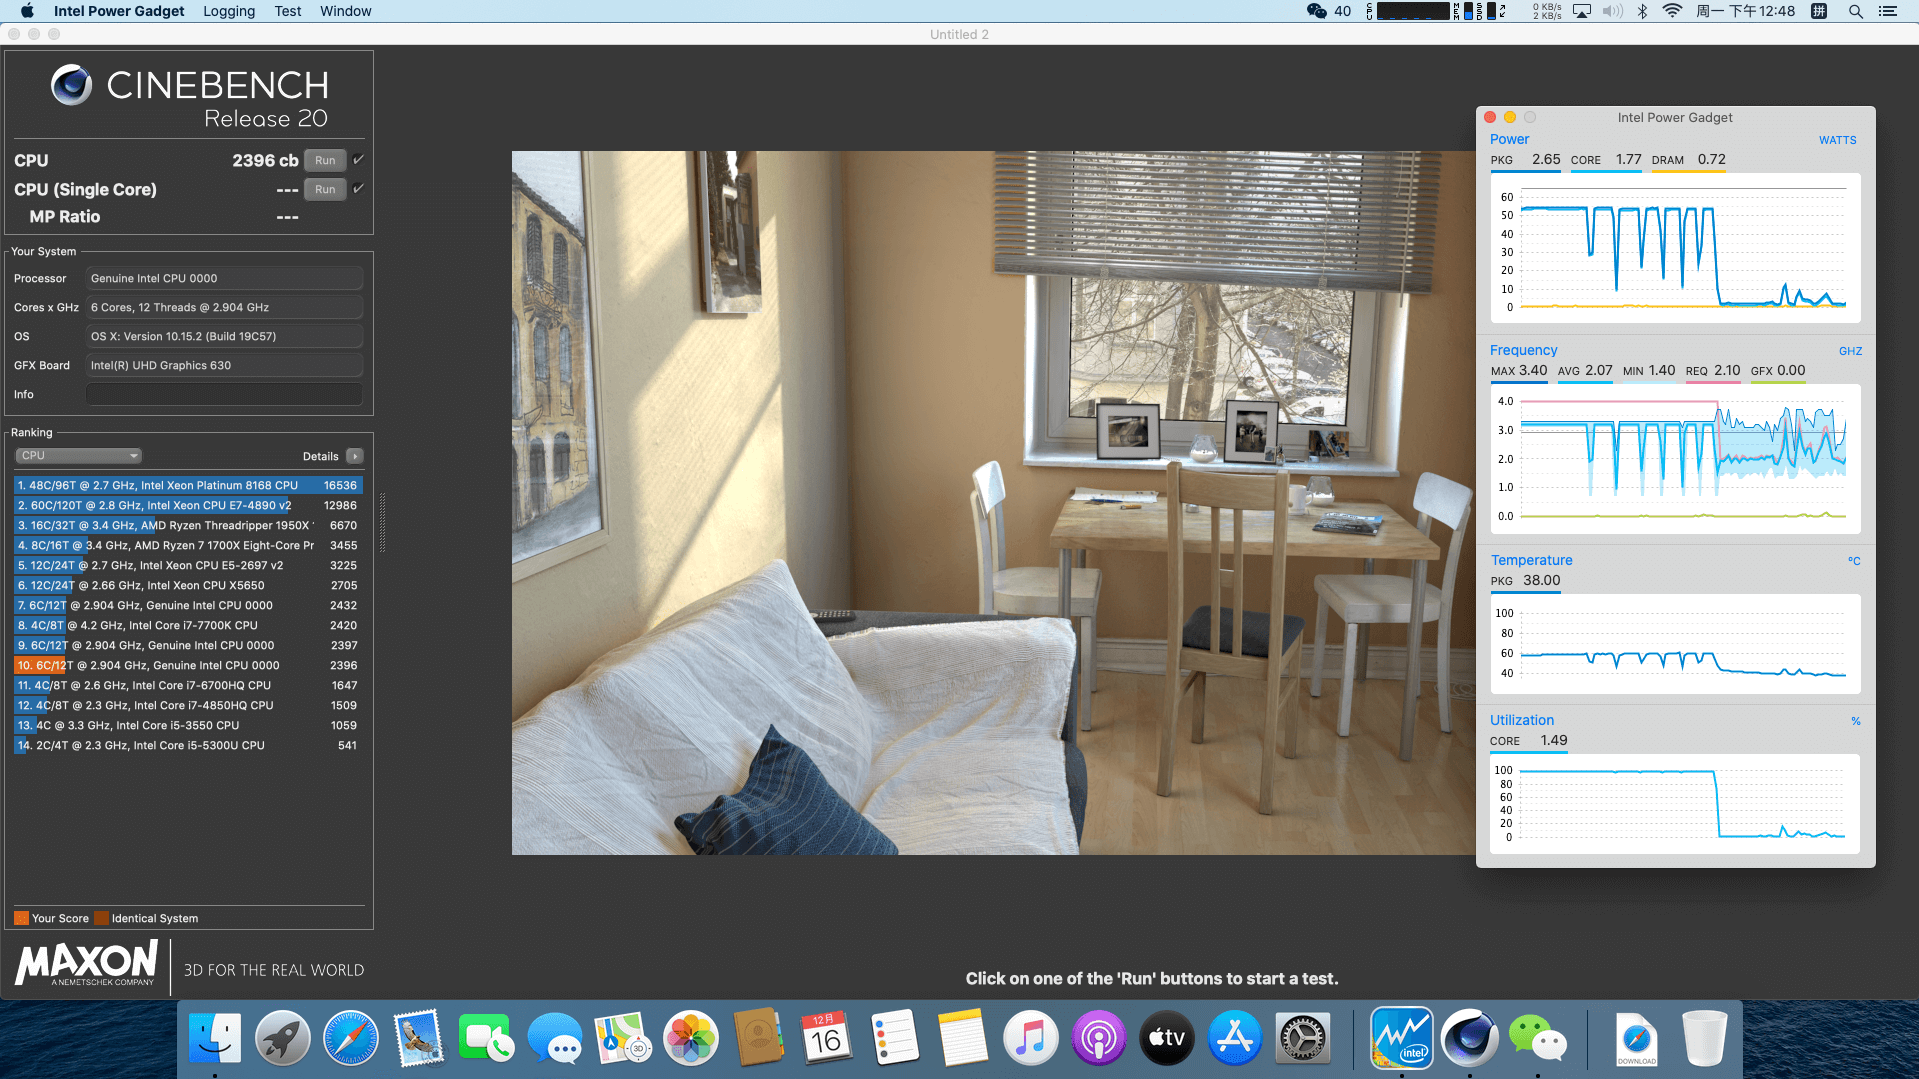 Intel Power Gadget Logging Test Window
40 CPU MEM SSD 0 KB/s 2 KB/s 周一 下午12:48 拼
Untitled 2
CINEBENCH
Release 20
CPU 2396 cb Run
CPU (Single Core) --- Run
MP Ratio ---
Your System
Processor Genuine Intel CPU 0000
Cores x GHz 6 Cores, 12 Threads @ 2.904 GHz
OS OS X: Version 10.15.2 (Build 19C57)
GFX Board Intel(R) UHD Graphics 630
Info
Ranking
CPU Details
1. 48C/96T @ 2.7 GHz, Intel Xeon Platinum 8168 CPU 16536
2. 60C/120T @ 2.8 GHz, Intel Xeon CPU E7-4890 v2 12986
3. 16C/32T @ 3.4 GHz, AMD Ryzen Threadripper 1950X 6670
4. 8C/16T @ 3.4 GHz, AMD Ryzen 7 1700X Eight-Core Pr 3455
5. 12C/24T @ 2.7 GHz, Intel Xeon CPU E5-2697 v2 3225
6. 12C/24T @ 2.66 GHz, Intel Xeon CPU X5650 2705
7. 6C/12T @ 2.904 GHz, Genuine Intel CPU 0000 2432
8. 4C/8T @ 4.2 GHz, Intel Core i7-7700K CPU 2420
9. 6C/12T @ 2.904 GHz, Genuine Intel CPU 0000 2397
10. 6C/12T @ 2.904 GHz, Genuine Intel CPU 0000 2396
11. 4C/8T @ 2.6 GHz, Intel Core i7-6700HQ CPU 1647
12. 4C/8T @ 2.3 GHz, Intel Core i7-4850HQ CPU 1509
13. 4C @ 3.3 GHz, Intel Core i5-3550 CPU 1059
14. 2C/4T @ 2.3 GHz, Intel Core i5-5300U CPU 541
Your Score Identical System
MAXON
A NEMETSCHEK COMPANY
3D FOR THE REAL WORLD
Click on one of the 'Run' buttons to start a test.
Intel Power Gadget
Power WATTS
PKG 2.65 CORE 1.77 DRAM 0.72
60
50
40
30
20
10
0
Frequency GHZ
MAX 3.40 AVG 2.07 MIN 1.40 REQ 2.10 GFX 0.00
4.0
3.0
2.0
1.0
0.0
Temperature °C
PKG 38.00
100
80
60
40
Utilization %
CORE 1.49
100
80
60
40
20
0
12月
16
3D
tv
intel
DOWNLOAD